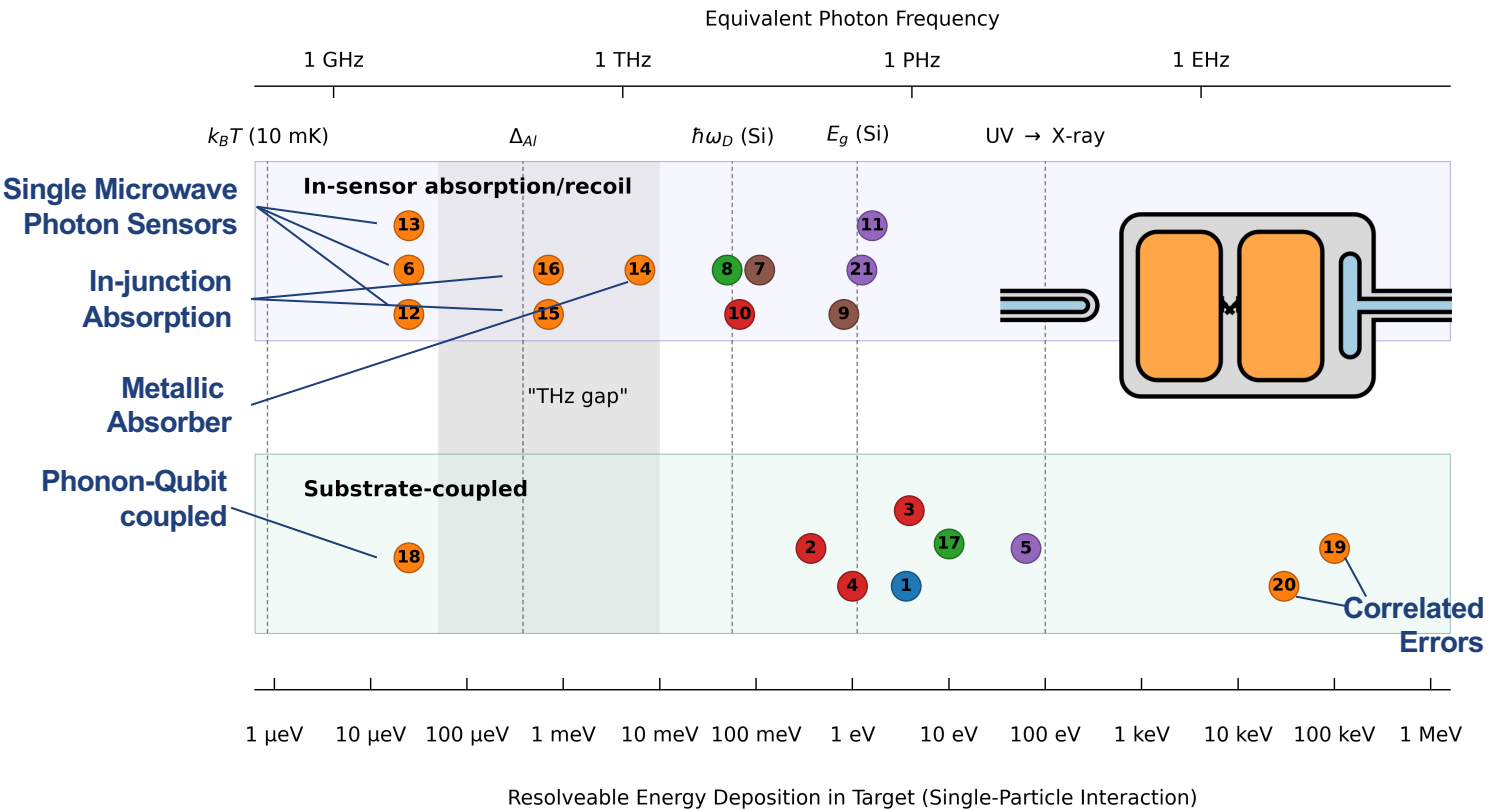 Equivalent Photon Frequency
1 GHz 1 THz 1 PHz 1 EHz
k_BT (10 mK) Δ_Al ℏω_D (Si) E_g (Si) UV → X-ray
In-sensor absorption/recoil
Single Microwave
Photon Sensors
13 11
6 16 14 8 7 21
In-junction
Absorption
12 15 10 9
Metallic
Absorber
"THz gap"
Phonon-Qubit
coupled
Substrate-coupled
3
18 2 17 5 19
4 1 20
Correlated
Errors
1 µeV 10 µeV 100 µeV 1 meV 10 meV 100 meV 1 eV 10 eV 100 eV 1 keV 10 keV 100 keV 1 MeV
Resolveable Energy Deposition in Target (Single-Particle Interaction)